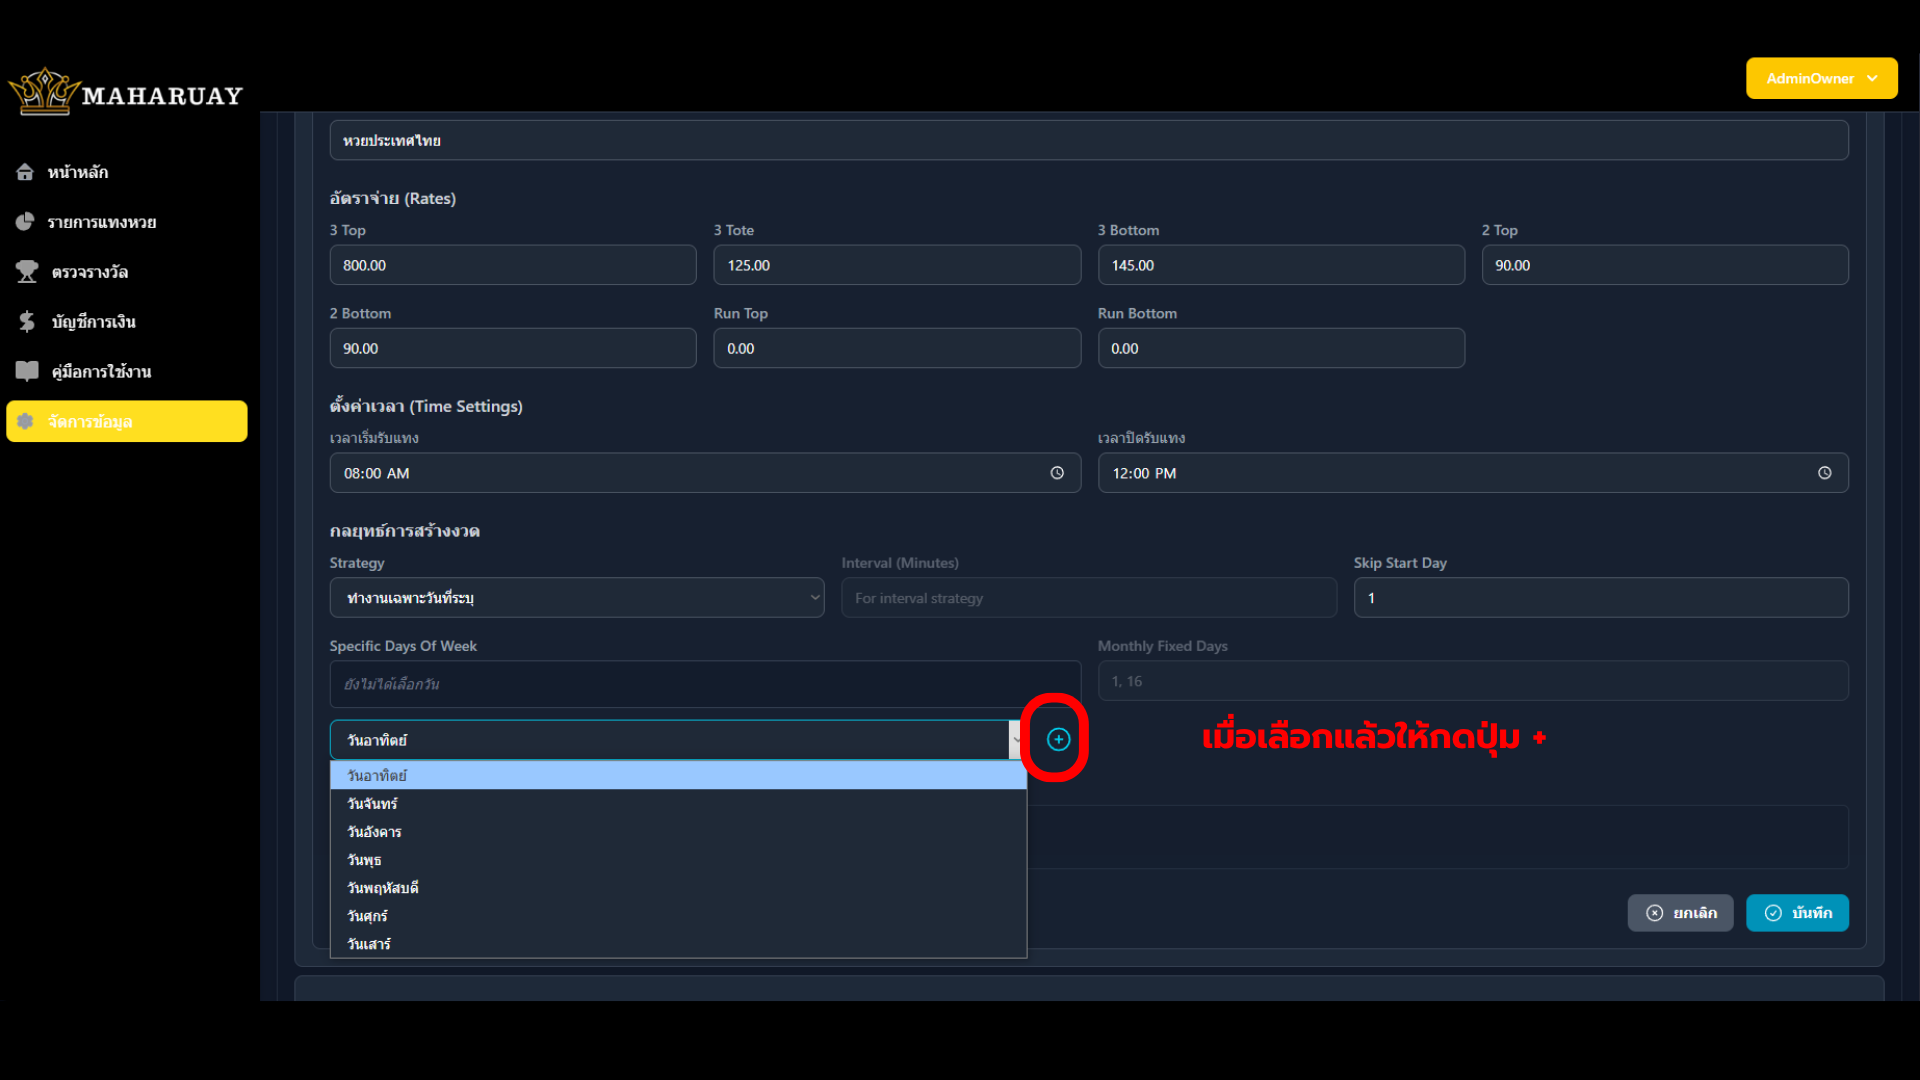 MAHARUAY
AdminOwner
หน้าหลัก
รายการแทงหวย
ตรวจรางวัล
บัญชีการเงิน
คู่มือการใช้งาน
จัดการข้อมูล
หวยประเทศไทย
อัตราจ่าย (Rates)
3 Top 3 Tote 3 Bottom 2 Top
800.00 125.00 145.00 90.00
2 Bottom Run Top Run Bottom
90.00 0.00 0.00
ตั้งค่าเวลา (Time Settings)
เวลาเริ่มรับแทง เวลาปิดรับแทง
08:00 AM 12:00 PM
กลยุทธ์การสร้างงวด
Strategy Interval (Minutes) Skip Start Day
ทำงานเฉพาะวันที่ระบุ For interval strategy 1
Specific Days Of Week Monthly Fixed Days
ยังไม่ได้เลือกวัน 1, 16
วันอาทิตย์ เมื่อเลือกแล้วให้กดปุ่ม +
วันอาทิตย์
วันจันทร์
วันอังคาร
วันพุธ
วันพฤหัสบดี
วันศุกร์
วันเสาร์
ยกเลิก บันทึก